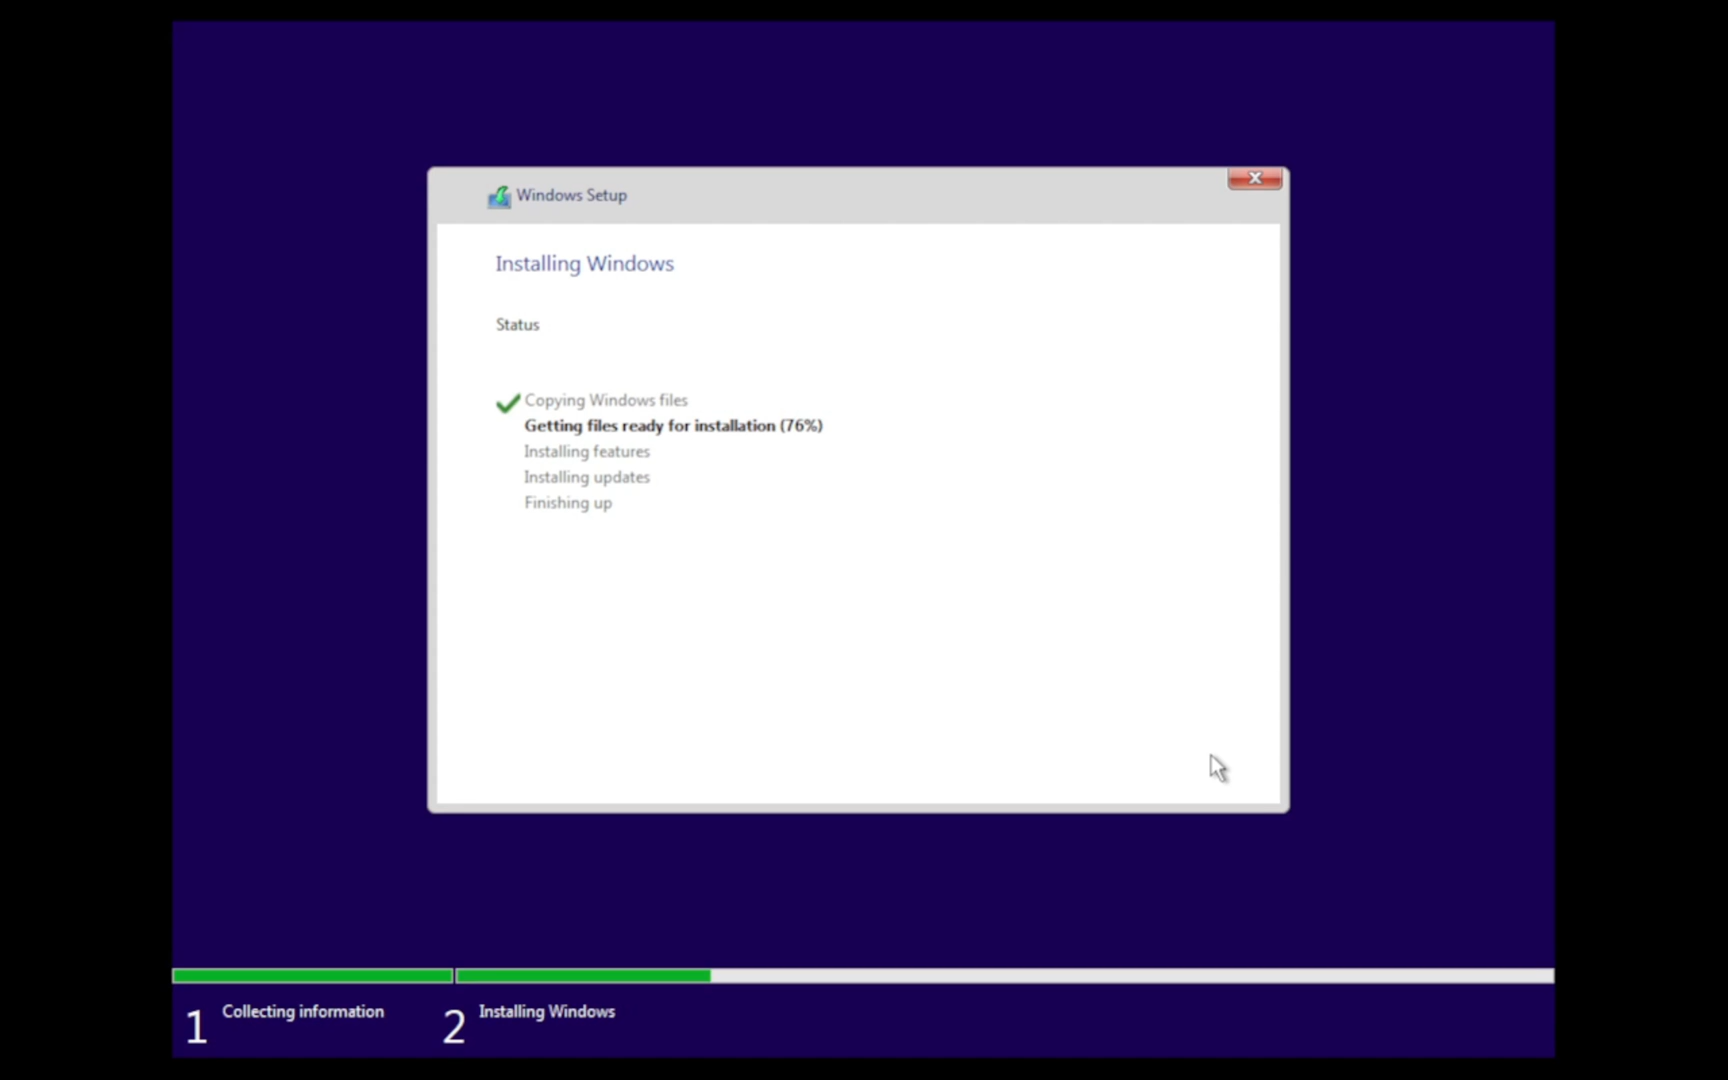 Windows Setup
Installing Windows
Status
Copying Windows files
Getting files ready for installation (76%)
Installing features
Installing updates
Finishing up
1 Collecting information
2 Installing Windows